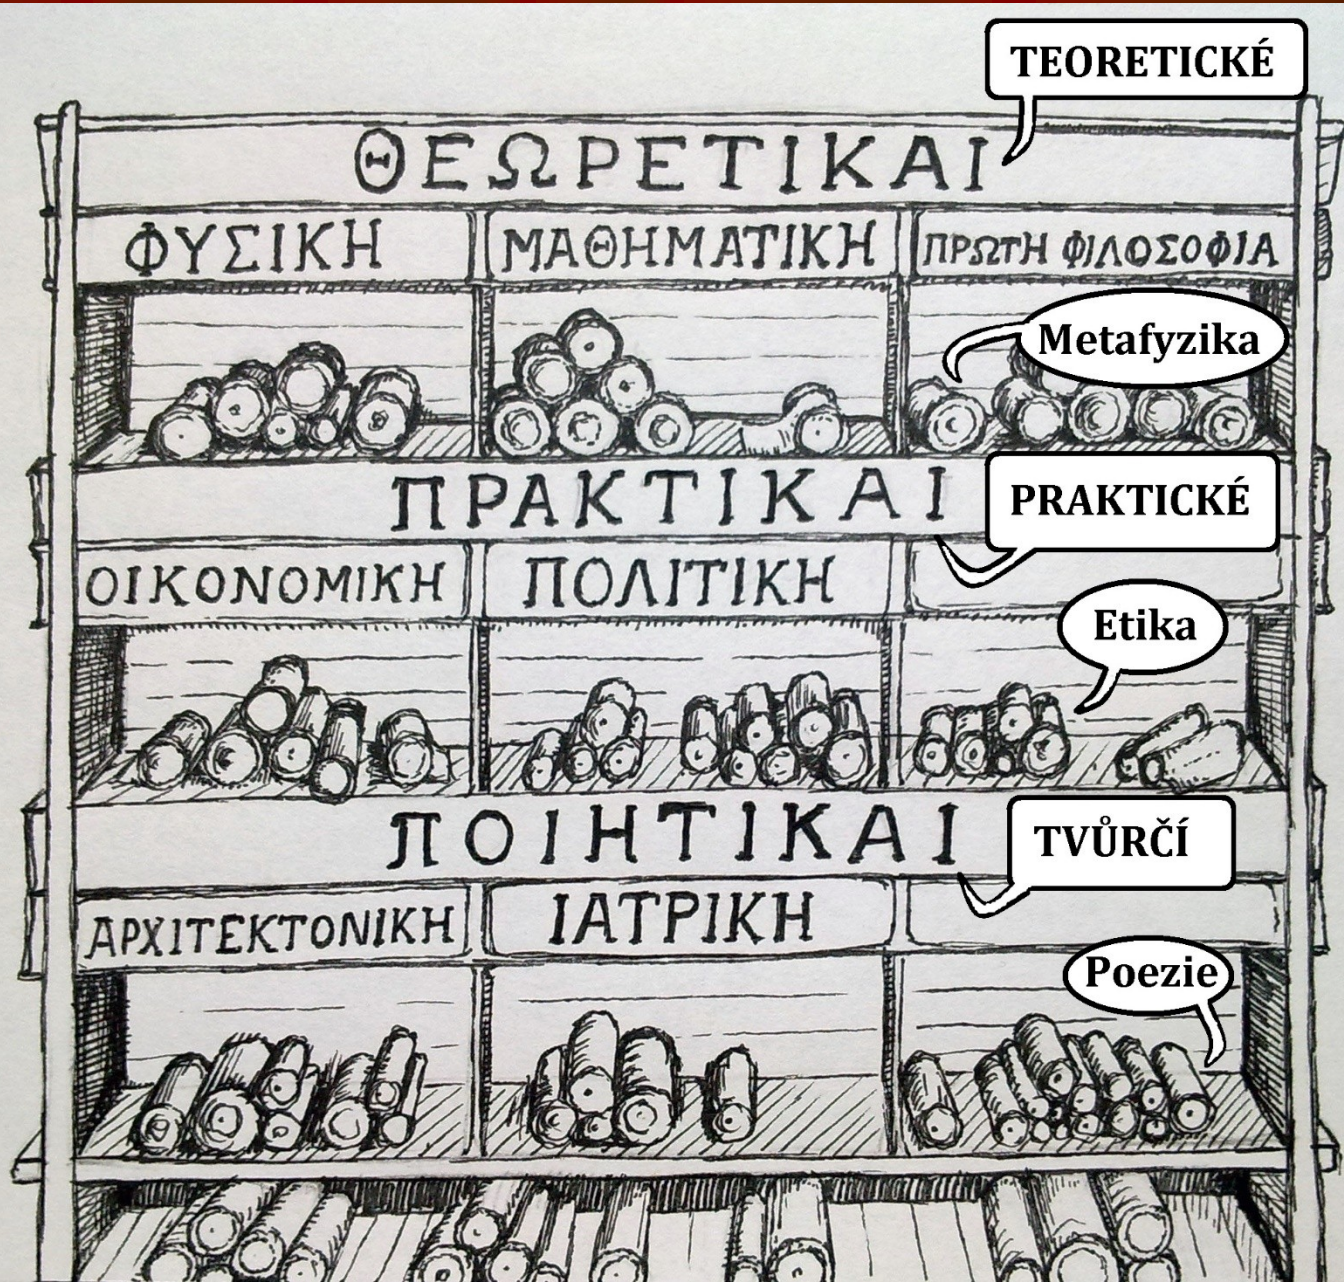 TEORETICKÉ
ΘΕΩΡΕΤΙΚΑΙ
ΦΥΣΙΚΗ
ΜΑΘΗΜΑΤΙΚΗ
ΠΡΩΤΗ ΦΙΛΟΣΟΦΙΑ
Metafyzika
ΠΡΑΚΤΙΚΑΙ
PRAKTICKÉ
ΟΙΚΟΝΟΜΙΚΗ
ΠΟΛΙΤΙΚΗ
Etika
ΠΟΙΗΤΙΚΑΙ
TVŮRČÍ
ΑΡΧΙΤΕΚΤΟΝΙΚΗ
ΙΑΤΡΙΚΗ
Poezie